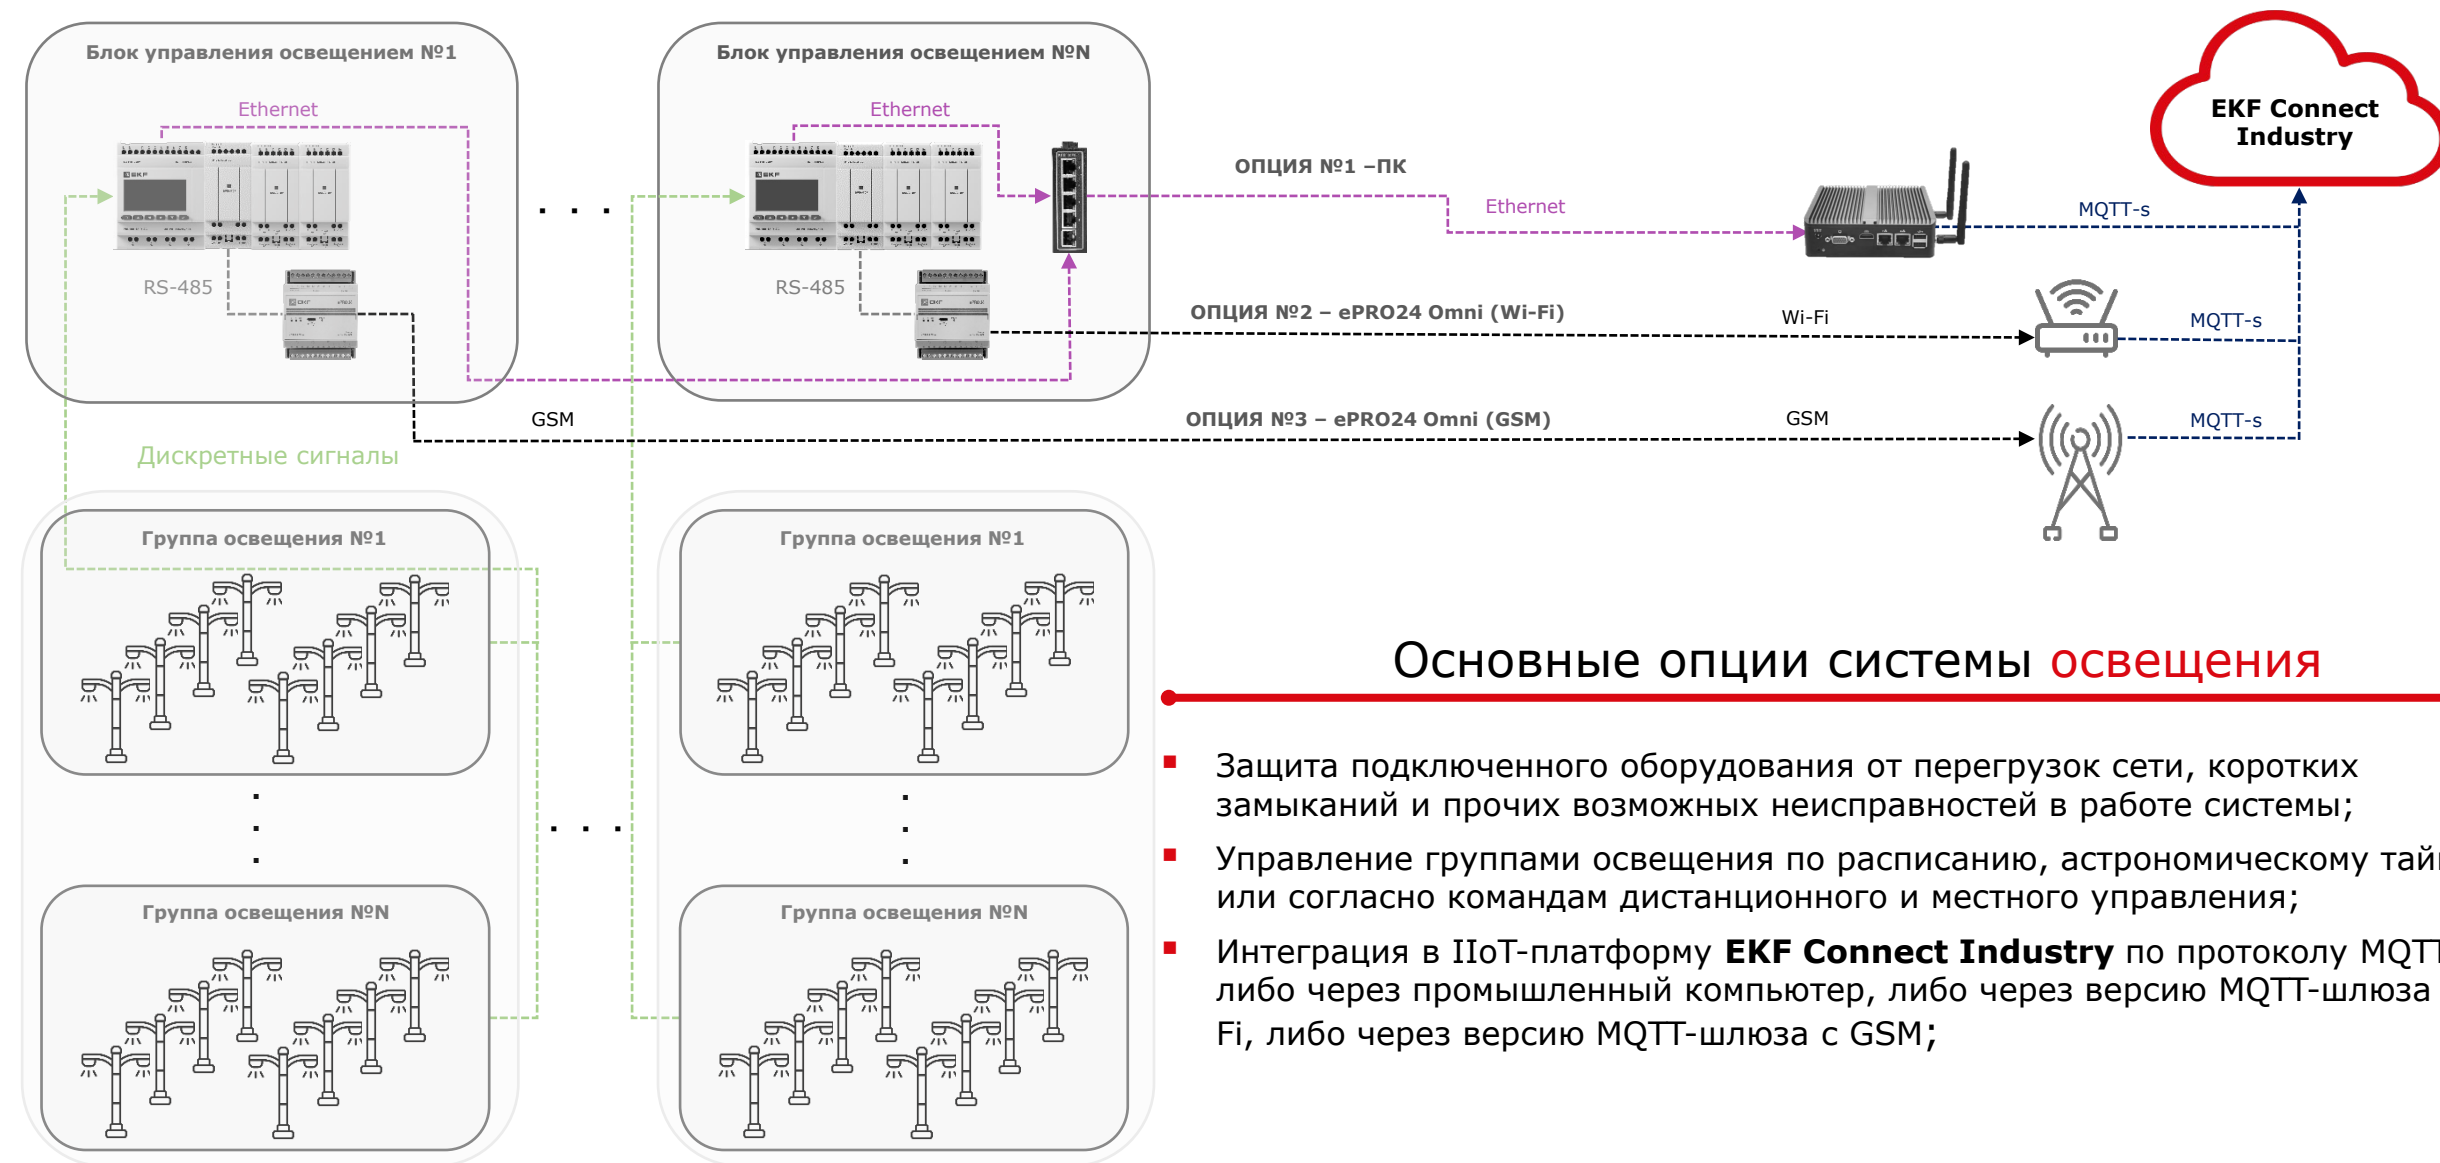 Блок управления освещением №1
Блок управления освещением №N
EKF Connect
Industry
Ethernet
Ethernet
ОПЦИЯ №1 –ПК
Ethernet
MQTT-s
EKF
EKF
RS-485
RS-485
ОПЦИЯ №2 – ePRO24 Omni (Wi-Fi)
Wi-Fi
MQTT-s
GSM
ОПЦИЯ №3 – ePRO24 Omni (GSM)
GSM
MQTT-s
Дискретные сигналы
Группа освещения №1
Группа освещения №1
Группа освещения №N
Группа освещения №N
Основные опции системы освещения
Защита подключенного оборудования от перегрузок сети, коротких
замыканий и прочих возможных неисправностей в работе системы;
Управление группами освещения по расписанию, астрономическому
или согласно командам дистанционного и местного управления;
Интеграция в IIoT-платформу EKF Connect Industry по протоколу MQTT
либо через промышленный компьютер, либо через версию MQTT-шлюза
Fi, либо через версию MQTT-шлюза с GSM;